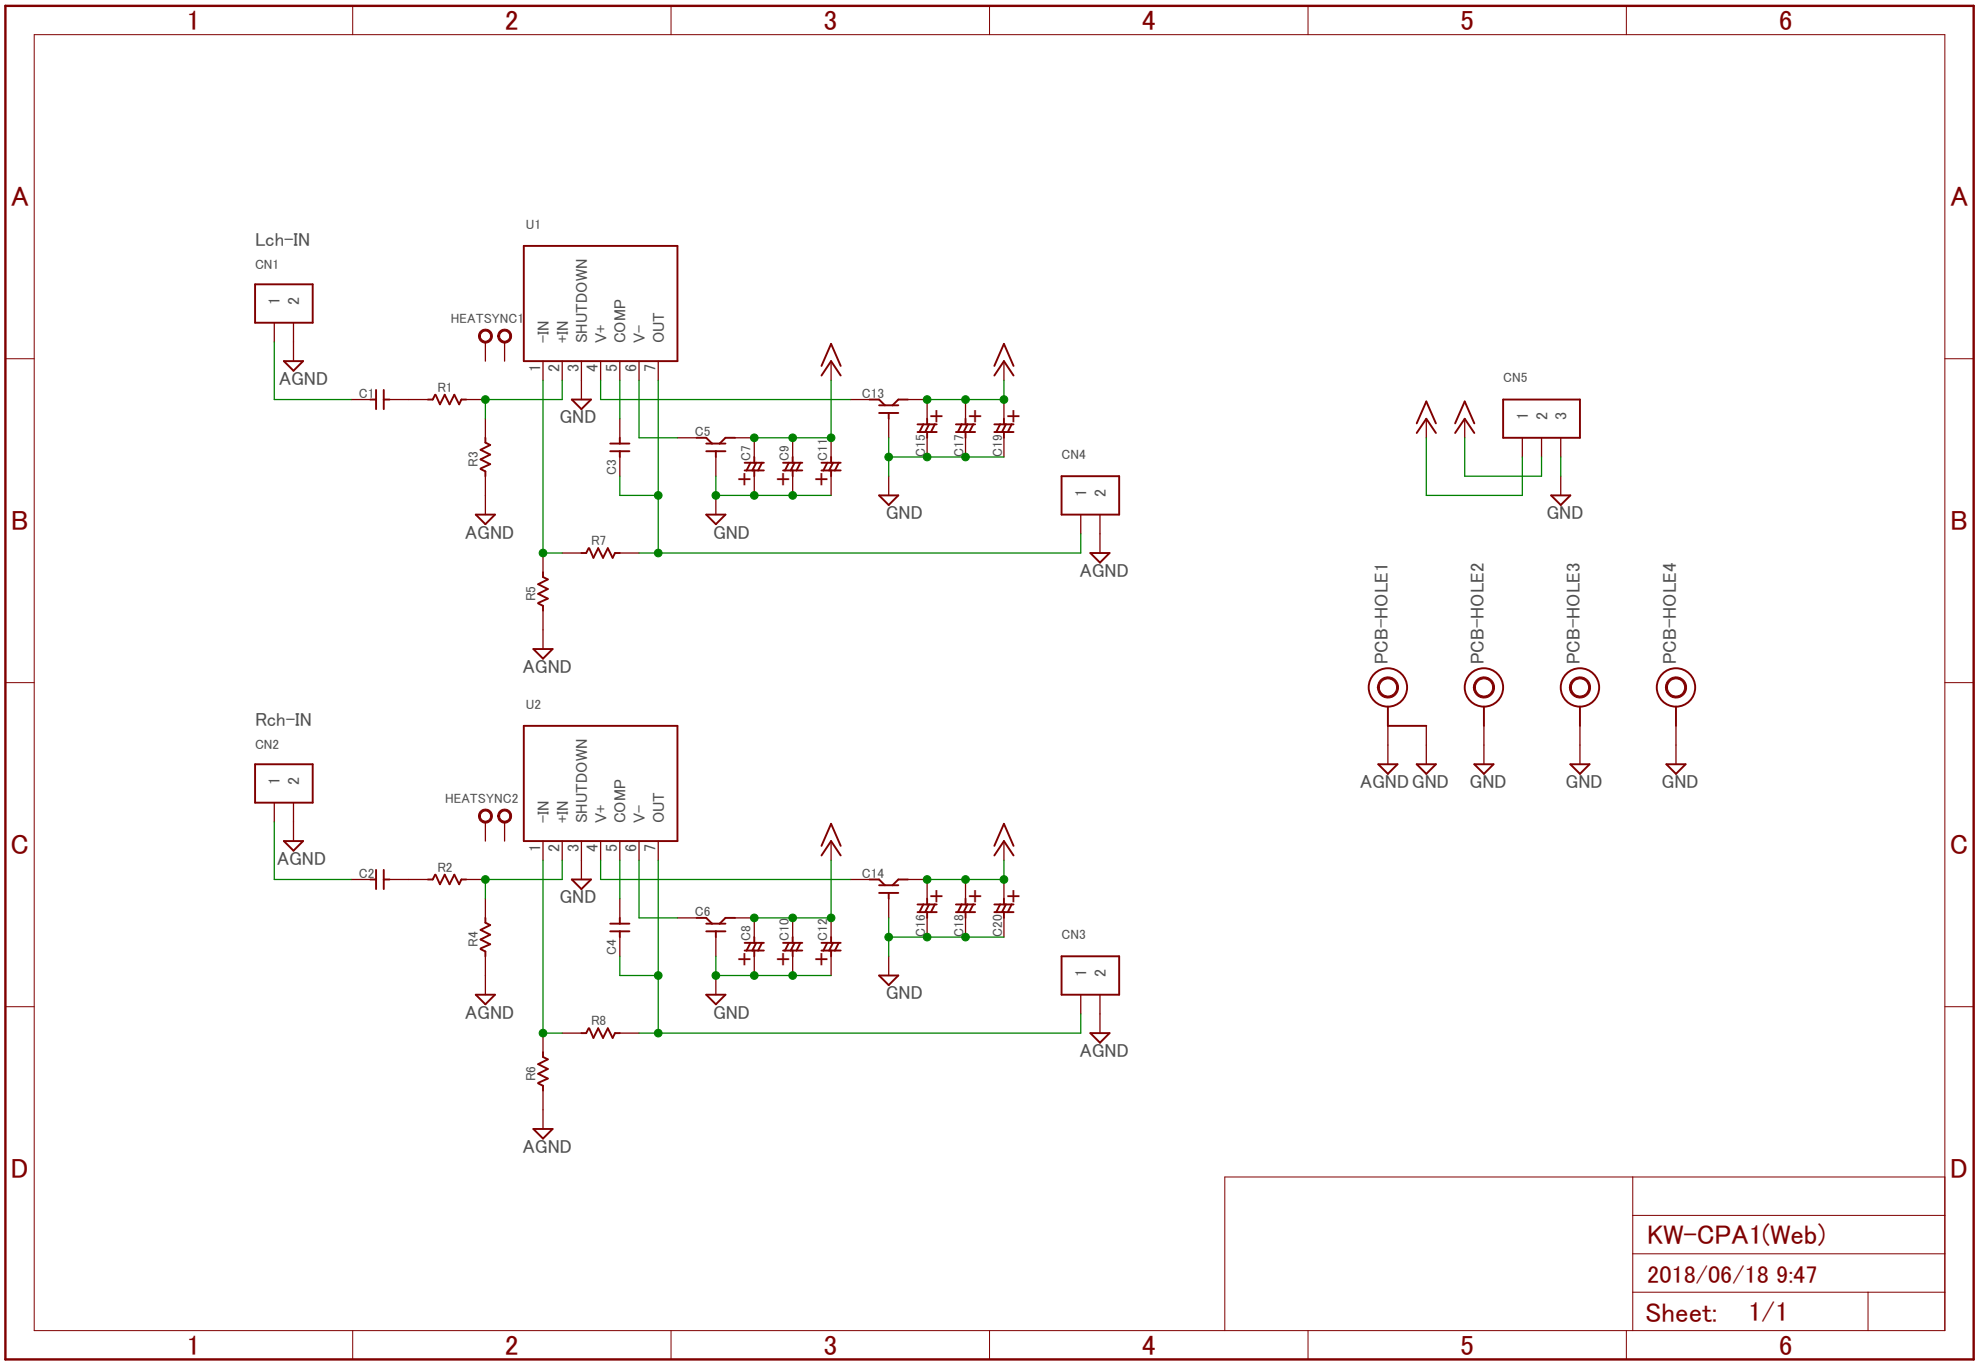 1 2 3 4 5 6
A A
U1
Lch-IN
CN1
1 2
HEATSYNC1
-IN +IN SHUTDOWN V+ COMP V- OUT
1 2 3 4 5 6 7
AGND
C1 R1
GND
C13
CN5
1 2 3
C5
C15 C17 C19
R3 C3 C7 C9 C11
CN4
1 2
AGND GND GND GND
B B
R7
AGND
R5
PCB-HOLE1 PCB-HOLE2 PCB-HOLE3 PCB-HOLE4
AGND
U2
Rch-IN
CN2
1 2
AGND GND GND GND GND
HEATSYNC2
-IN +IN SHUTDOWN V+ COMP V- OUT
1 2 3 4 5 6 7
C C
AGND
C2 R2
GND
C14
C6
C16 C18 C20
R4 C4 C8 C10 C12
CN3
1 2
AGND GND GND
R8
AGND
R6
AGND
D D
KW-CPA1(Web)
2018/06/18 9:47
Sheet: 1/1
1 2 3 4 5 6